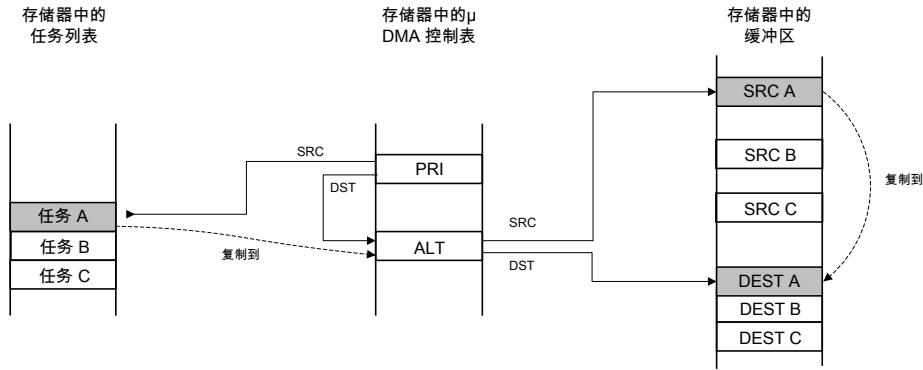 存储器中的
任务列表
存储器中的μ
DMA 控制表
存储器中的
缓冲区
SRC A
SRC
PRI
SRC B
DST
复制到
任务 A
SRC C
SRC
任务 B
复制到
ALT
DST
任务 C
DEST A
DEST B
DEST C